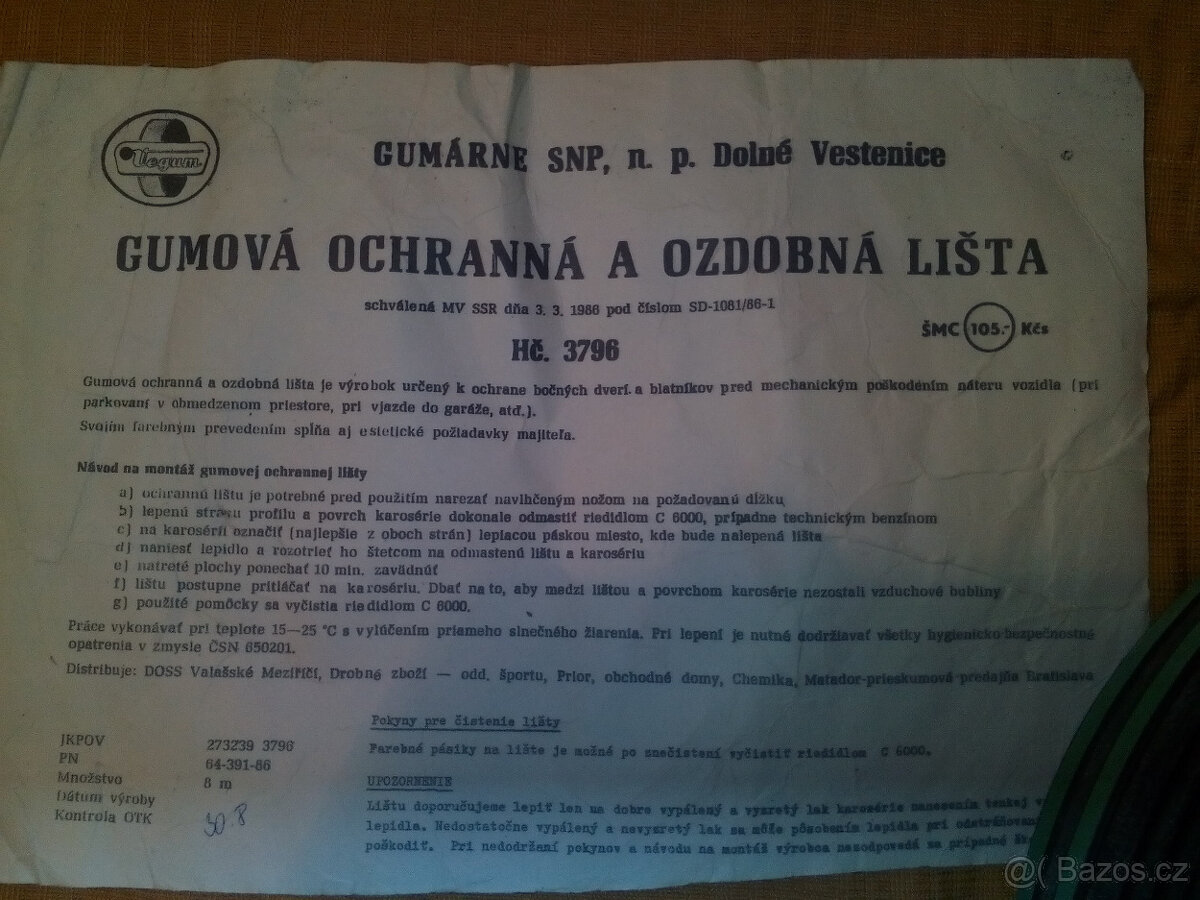 Vegum
GUMÁRNE SNP, n. p. Dolné Vestenice
GUMOVÁ OCHRANNÁ A OZDOBNÁ LIŠTA
schválená MV SSR dňa 3. 3. 1986 pod číslom SD-1081/86-1
ŠMC 105.- Kčs
Hč. 3796
Gumová ochranná a ozdobná lišta je výrobok určený k ochrane bočných dverí a blatníkov pred mechanickým poškodením náteru vozidla (pri
parkovaní v obmedzenom priestore, pri vjazde do garáže, atď.).
Svojím farebným prevedením spĺňa aj estetické požiadavky majiteľa.
Návod na montáž gumovej ochrannej lišty
a) ochrannú lištu je potrebné pred použitím narezať navlhčeným nožom na požadovanú dĺžku
b) lepenú stranu profilu a povrch karosérie dokonale odmastiť riedidlom C 6000, prípadne technickým benzínom
c) na karosérii označiť (najlepšie z oboch strán) lepiacou páskou miesto, kde bude nalepená lišta
d) naniesť lepidlo a rozotrieť ho štetcom na odmastenú lištu a karosériu
e) natreté plochy ponechať 10 min. zavädnúť
f) lištu postupne pritláčať na karosériu. Dbať na to, aby medzi lištou a povrchom karosérie nezostali vzduchové bubliny
g) použité pomôcky sa vyčistia riedidlom C 6000.
Práce vykonávať pri teplote 15—25 °C s vylúčením priameho slnečného žiarenia. Pri lepení je nutné dodržiavať všetky hygienicko-bezpečnostné
opatrenia v zmysle ČSN 650201.
Distribuje: DOSS Valašské Meziříčí, Drobné zboží — odd. športu, Prior, obchodné domy, Chemika, Matador-prieskumová predajňa Bratislava
JKPOV 273239 3796
PN 64-391-86
Množstvo 8 m
Dátum výroby
Kontrola OTK 30.8
Pokyny pre čistenie lišty
Farebné pásiky na lište je možné po znečistení vyčistiť riedidlom C 6000.
UPOZORNENIE
Lištu doporučujeme lepiť len na dobre vypálený a vyzretý lak karosérie nanesením tenkej
lepidla. Nedostatočne vypálený a nevyzretý lak sa môže pôsobením lepidla pri
poškodiť. Pri nedodržaní pokynov a návodu na montáž výrobca nezodpovedá za prípadné
@( Bazos.cz